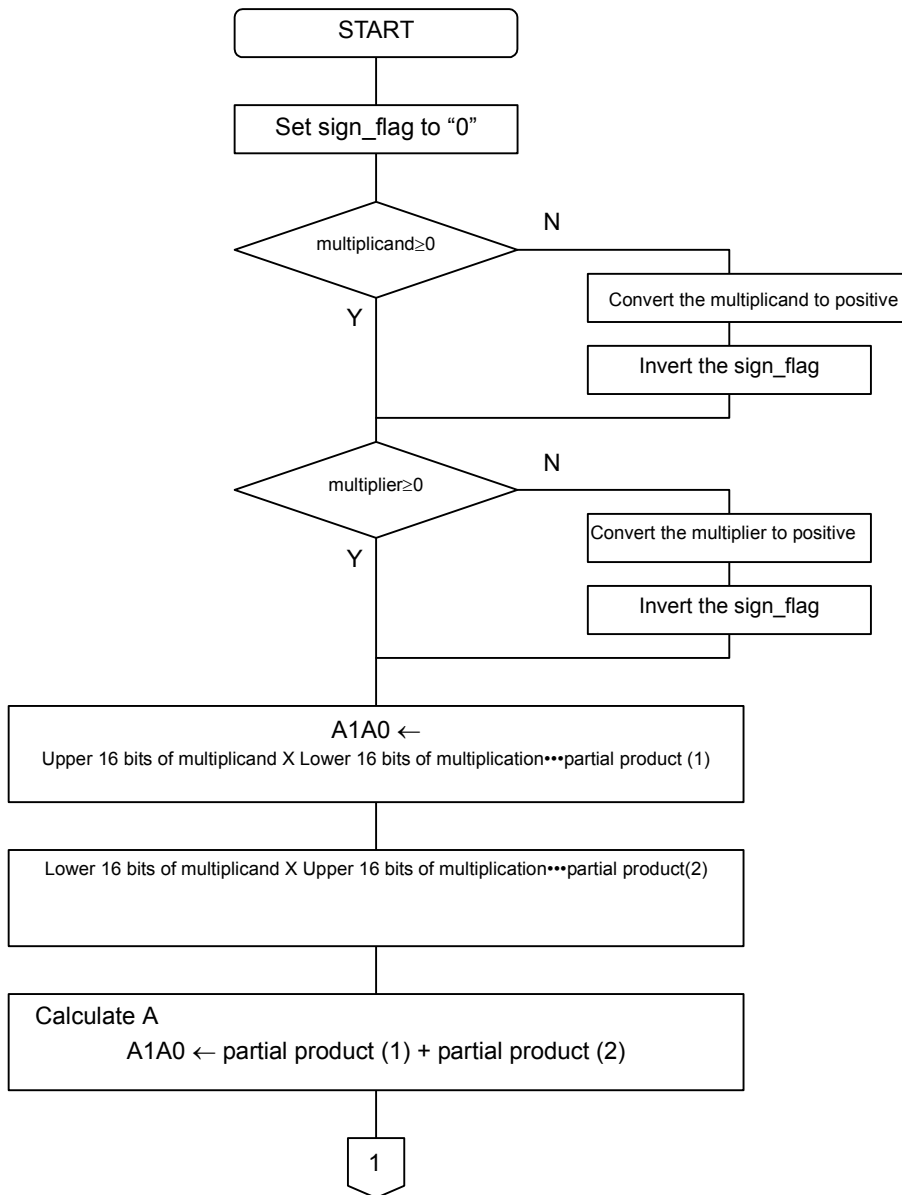 START
Set sign_flag to “0”
N
multiplicand≥0
Convert the multiplicand to positive
Y
Invert the sign_flag
N
multiplier≥0
Convert the multiplier to positive
Y
Invert the sign_flag
A1A0 ←
Upper 16 bits of multiplicand X Lower 16 bits of multiplication•••partial product (1)
Lower 16 bits of multiplicand X Upper 16 bits of multiplication•••partial product(2)
Calculate A
A1A0 ← partial product (1) + partial product (2)
1